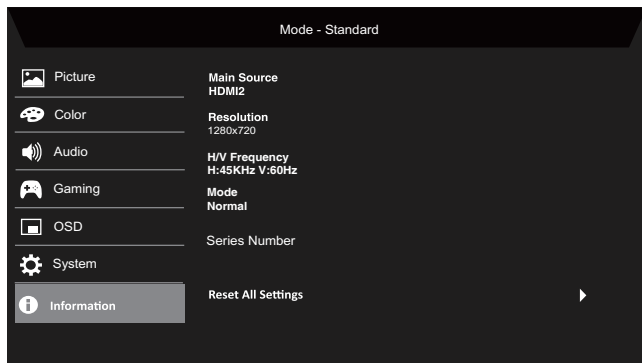 Mode - Standard
Picture
Color
Audio
Gaming
OSD
System
Information
Main Source
HDMI2
Resolution
1280x720
H/V Frequency
H:45KHz V:60Hz
Mode
Normal
Series Number
Reset All Settings